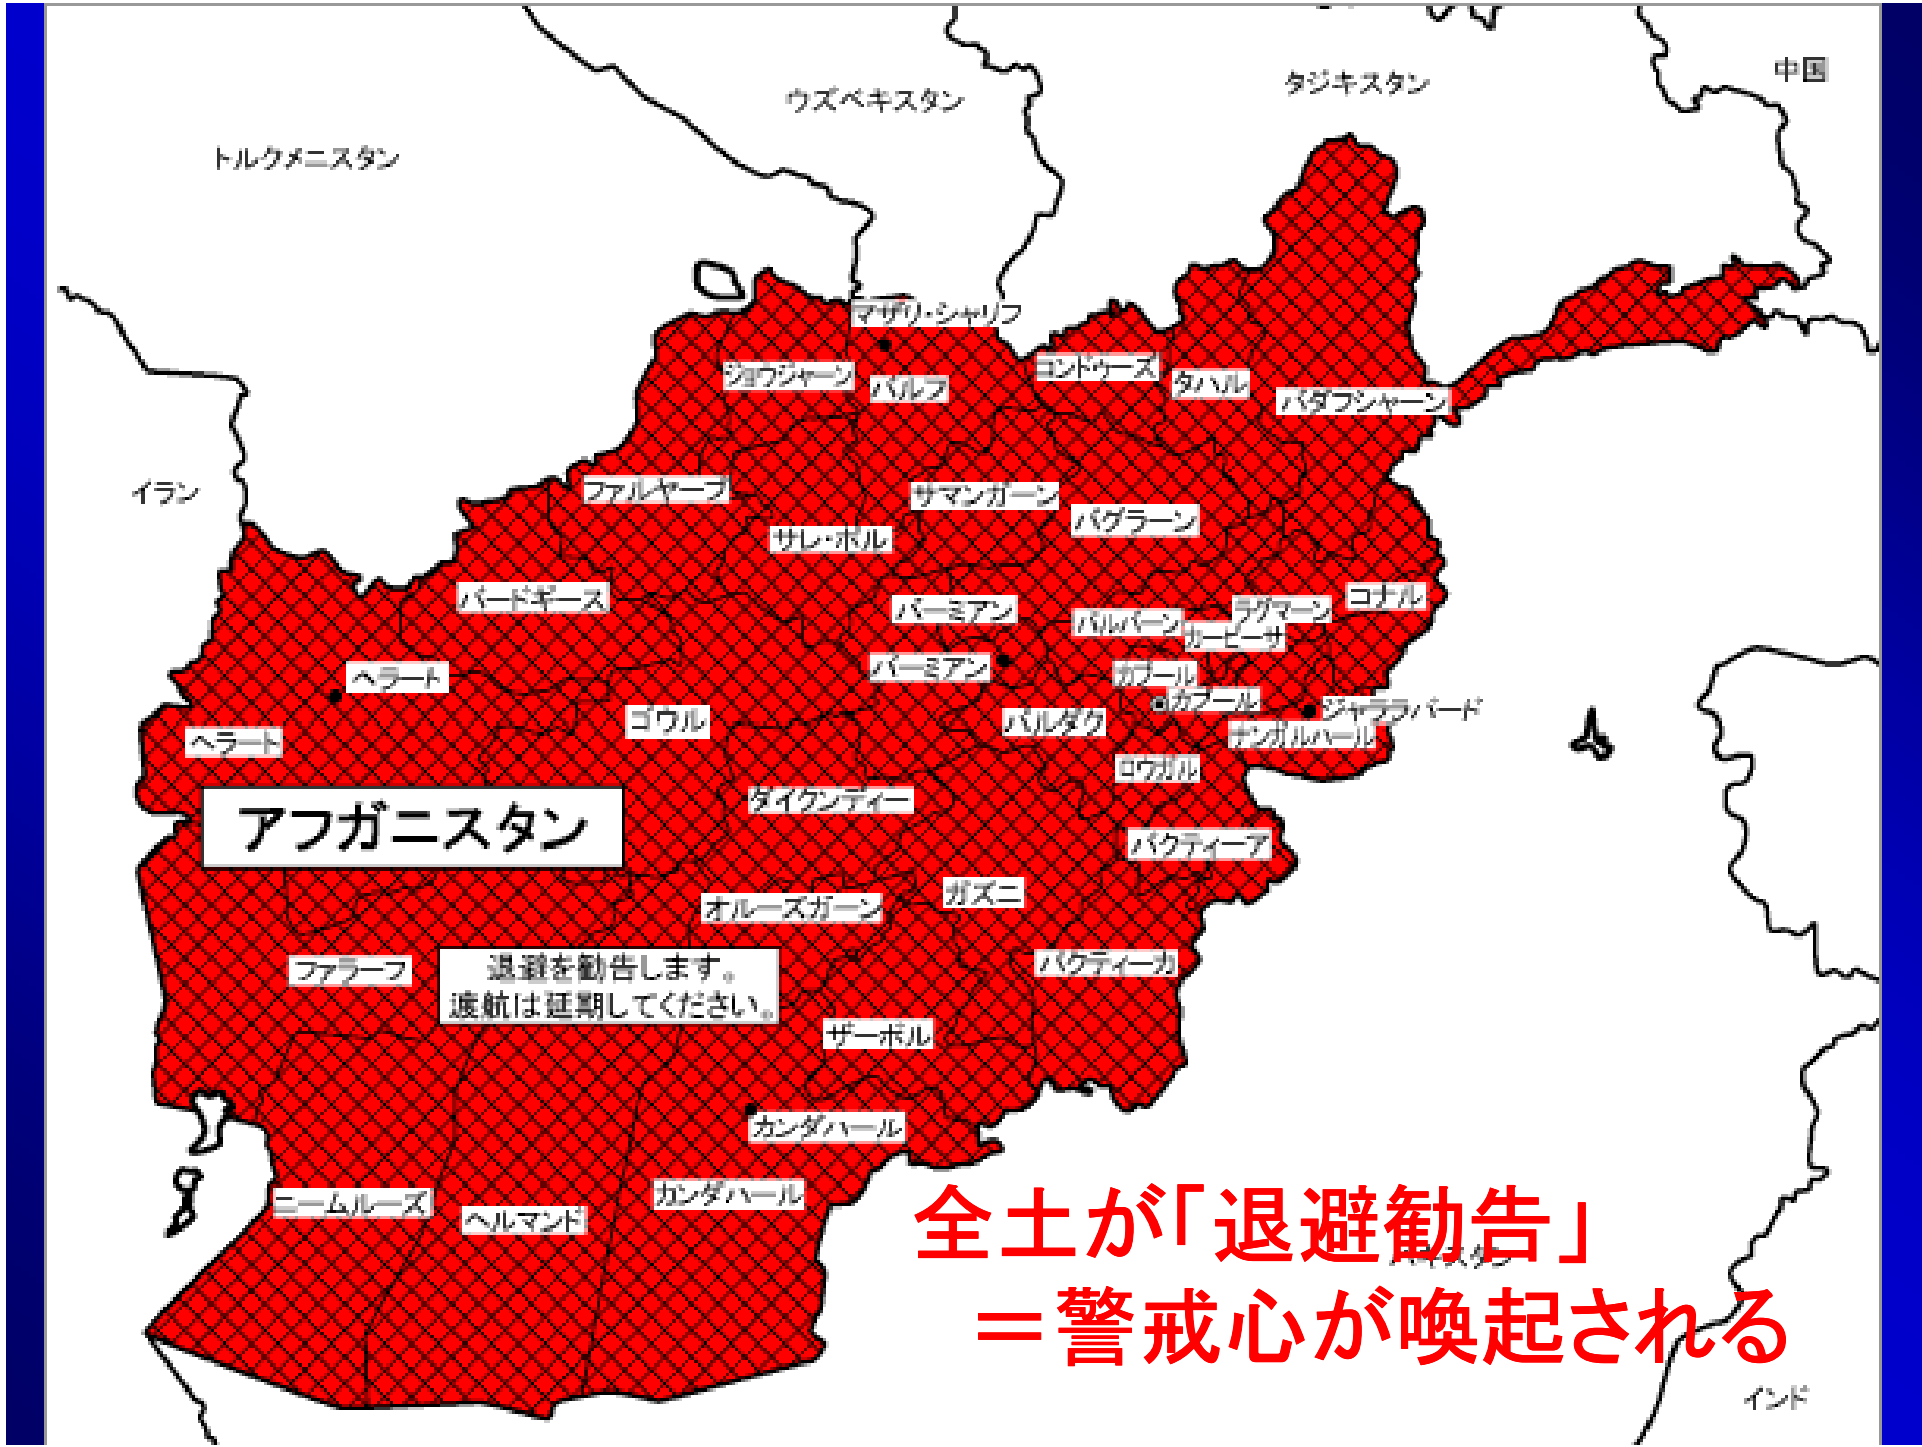 中国
タジキスタン
ウズベキスタン
トルクメニスタン
マザリ・シャリフ
ジョウジャーン
バルフ
コンドゥーズ
タハル
バダフシャーン
イラン
ファルヤーブ
サマンガーン
バグラーン
サレ・ポル
バードギース
バーミアン
パルバーン
ラグマーン
コナル
カーピーサ
バーミアン
カブール
カブール
ヘラート
ジャララバード
ゴウル
バルダク
ナンガルハール
ヘラート
ロウガル
ダイクンディー
アフガニスタン
パクティーア
オルーズガーン
ガズニ
ファラーフ
退避を勧告します。
渡航は延期してください。
パクティーカ
ザーボル
カンダハール
カンダハール
ニームルーズ
ヘルマンド
全土が「退避勧告」
パキスタン
＝警戒心が喚起される
インド